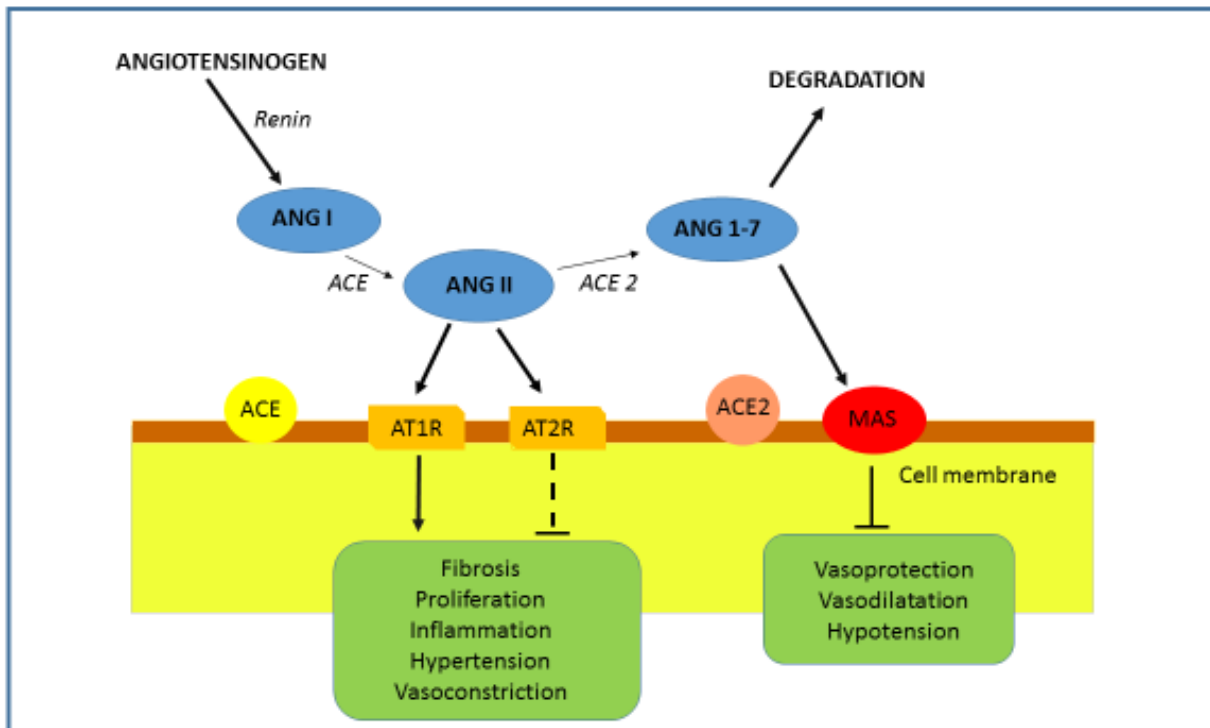 ANGIOTENSINOGEN
DEGRADATION
Renin
ANG I
ANG 1-7
ACE
ANG II
ACE 2
ACE
AT1R
AT2R
ACE2
MAS
Cell membrane
Fibrosis
Proliferation
Inflammation
Hypertension
Vasoconstriction
Vasoprotection
Vasodilatation
Hypotension